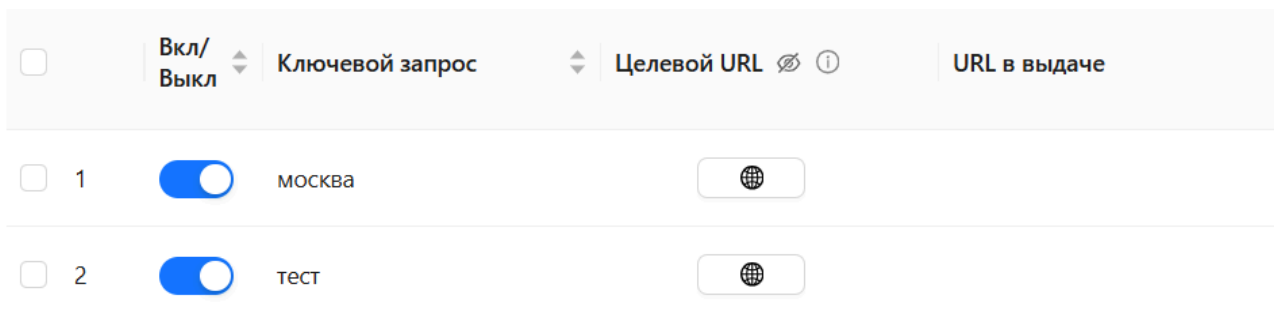 Вкл/
Выкл
Ключевой запрос
Целевой URL
URL в выдаче
1 москва
2 тест